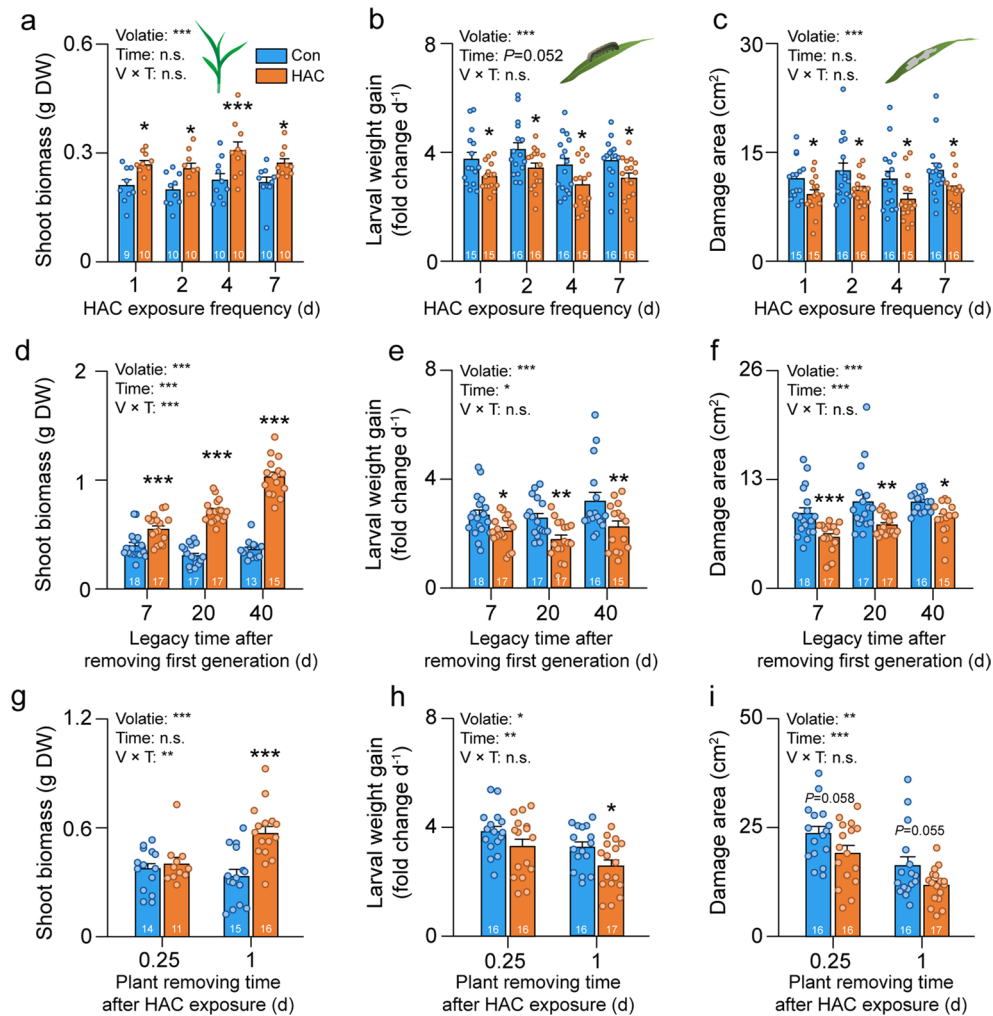 a
Shoot biomass (g DW)
0.6
0.3
0
Volatie: ***
Time: n.s.
V × T: n.s.
Con
HAC
*
*
***
*
9 10 10 10 10 10 10 10
1 2 4 7
HAC exposure frequency (d)
b
Larval weight gain
(fold change d-1)
8
4
0
Volatie: ***
Time: P=0.052
V × T: n.s.
*
*
*
*
15 15 16 16 16 15 16 16
1 2 4 7
HAC exposure frequency (d)
c
Damage area (cm2)
30
15
0
Volatie: ***
Time: n.s.
V × T: n.s.
*
*
*
*
15 15 16 16 16 15 16 16
1 2 4 7
HAC exposure frequency (d)
d
Shoot biomass (g DW)
2
1
0
Volatie: ***
Time: ***
V × T: ***
***
***
***
18 17 17 17 13 15
7 20 40
Legacy time after
removing first generation (d)
e
Larval weight gain
(fold change d-1)
8
4
0
Volatie: ***
Time: *
V × T: n.s.
*
**
**
18 17 17 17 16 15
7 20 40
Legacy time after
removing first generation (d)
f
Damage area (cm2)
26
13
0
Volatie: ***
Time: ***
V × T: n.s.
***
**
*
18 17 17 17 16 15
7 20 40
Legacy time after
removing first generation (d)
g
Shoot biomass (g DW)
1.2
0.6
0
Volatie: ***
Time: n.s.
V × T: **
***
14 11 15 16
0.25 1
Plant removing time
after HAC exposure (d)
h
Larval weight gain
(fold change d-1)
8
4
0
Volatie: *
Time: **
V × T: n.s.
*
16 16 16 17
0.25 1
Plant removing time
after HAC exposure (d)
i
Damage area (cm2)
50
25
0
Volatie: **
Time: ***
V × T: n.s.
P=0.058
P=0.055
16 16 16 17
0.25 1
Plant removing time
after HAC exposure (d)